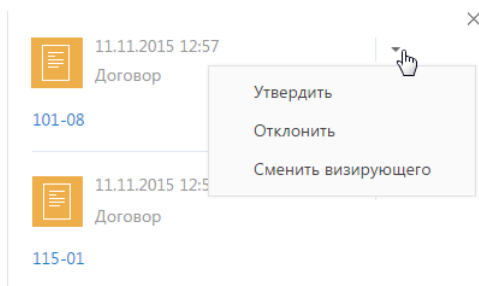 11.11.2015 12:57
Договор
Утвердить
101-08
Отклонить
Сменить визирующего
11.11.2015 12:5
Договор
115-01